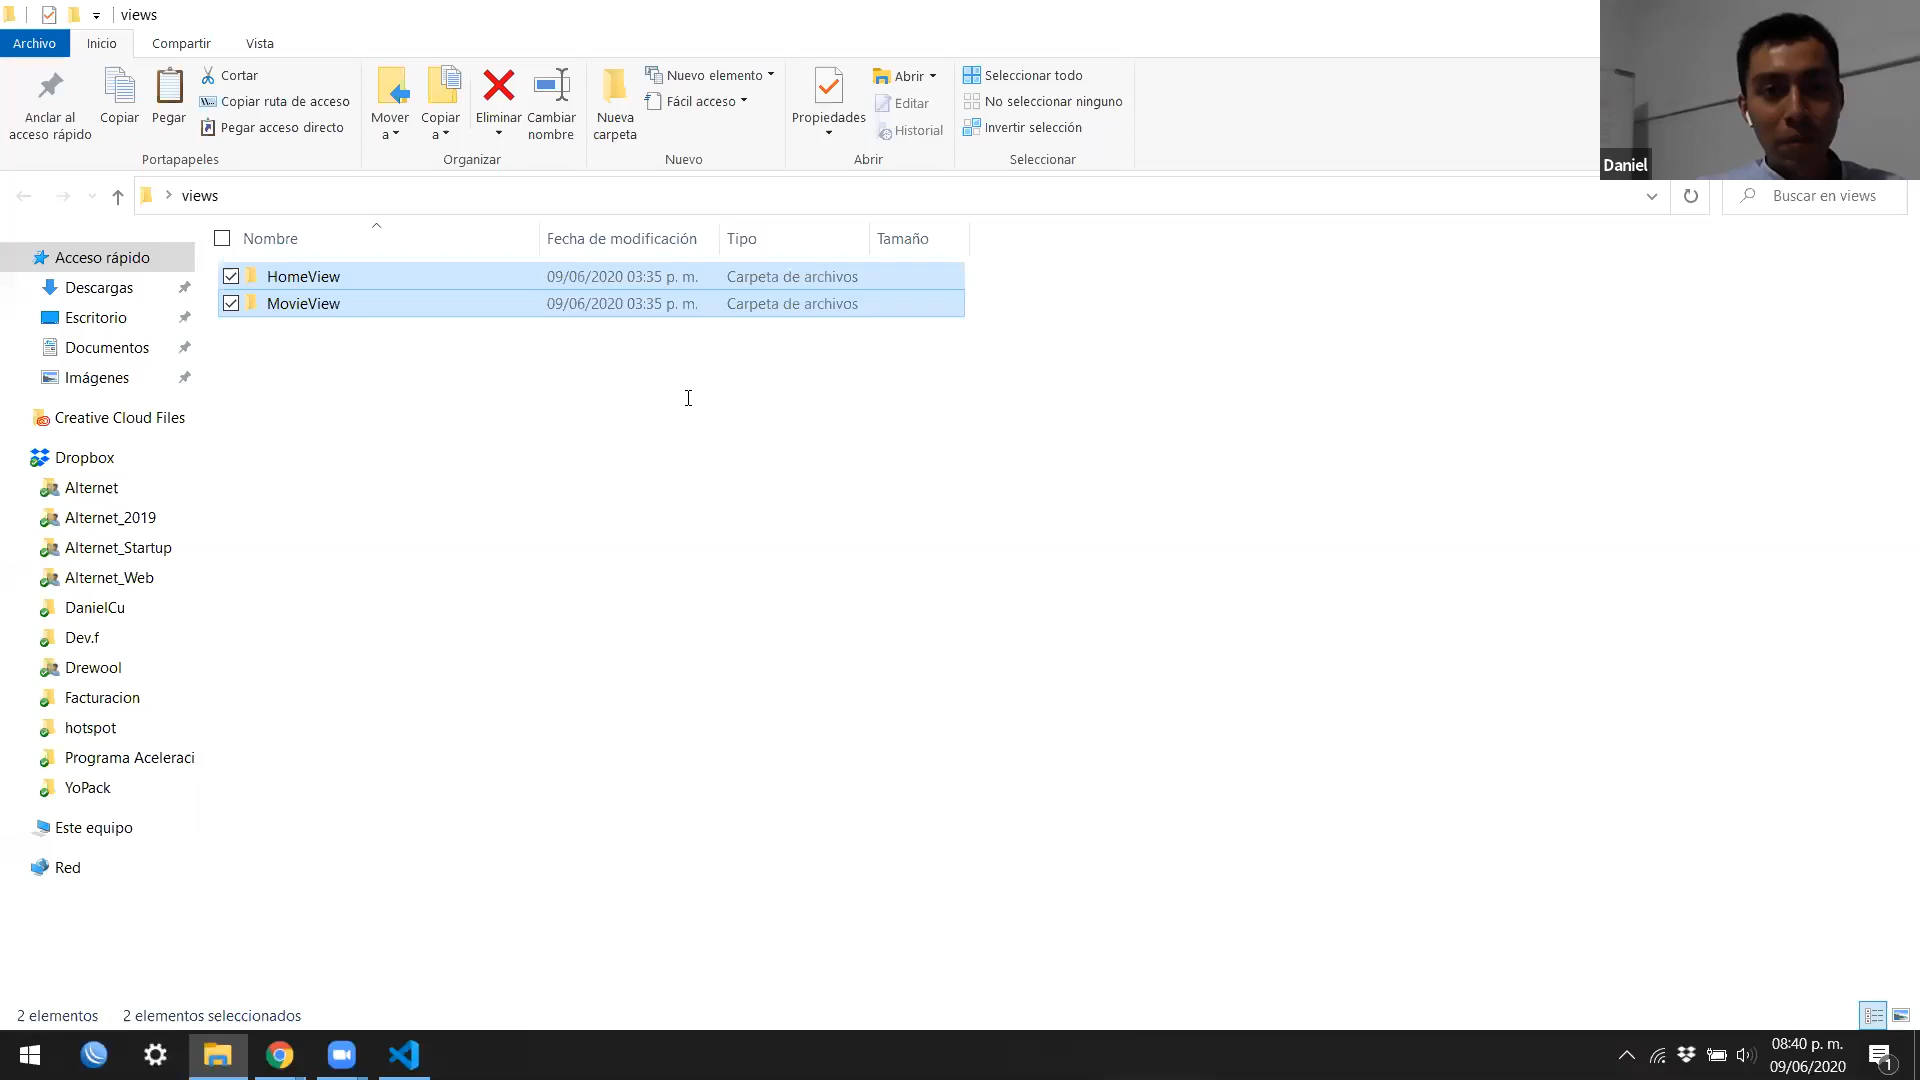 views
Archivo
Inicio
Compartir
Vista
Anclar al
acceso rápido
Copiar
Pegar
Cortar
Copiar ruta de acceso
Pegar acceso directo
Portapapeles
Mover
a
Copiar
a
Eliminar
Cambiar
nombre
Organizar
Nueva
carpeta
Nuevo elemento
Fácil acceso
Nuevo
Propiedades
Abrir
Editar
Historial
Abrir
Seleccionar todo
No seleccionar ninguno
Invertir selección
Seleccionar
Daniel
views
Buscar en views
Nombre
Fecha de modificación
Tipo
Tamaño
HomeView
09/06/2020 03:35 p. m.
Carpeta de archivos
MovieView
09/06/2020 03:35 p. m.
Carpeta de archivos
Acceso rápido
Descargas
Escritorio
Documentos
Imágenes
Creative Cloud Files
Dropbox
Alternet
Alternet_2019
Alternet_Startup
Alternet_Web
DanielCu
Dev.f
Drewool
Facturacion
hotspot
Programa Aceleraci
YoPack
Este equipo
Red
2 elementos
2 elementos seleccionados
08:40 p. m.
09/06/2020
1